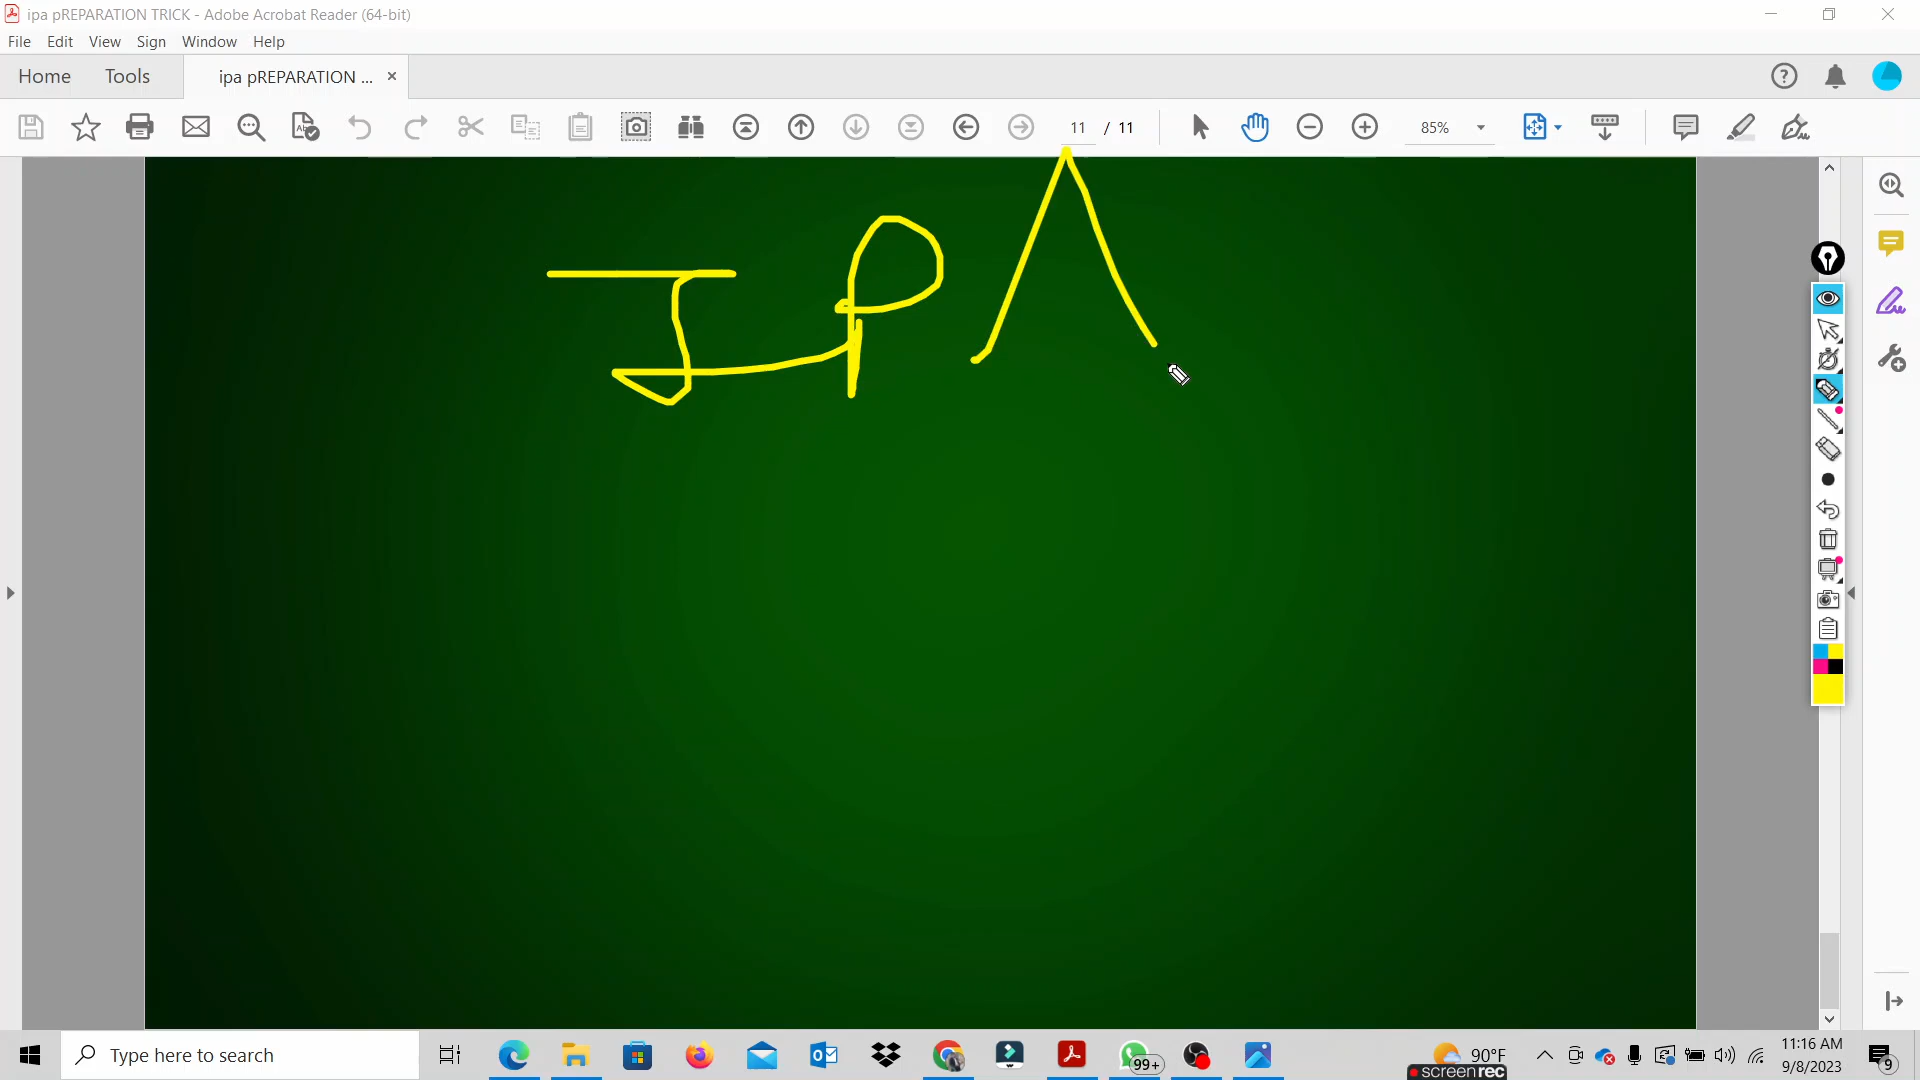 ipa pREPARATION TRICK - Adobe Acrobat Reader (64-bit)
File Edit View Sign Window Help
Home Tools ipa pREPARATION ... ×
11 / 11 85%
IPA
Type here to search
99+
90°F
screenrec
11:16 AM
9/8/2023
9